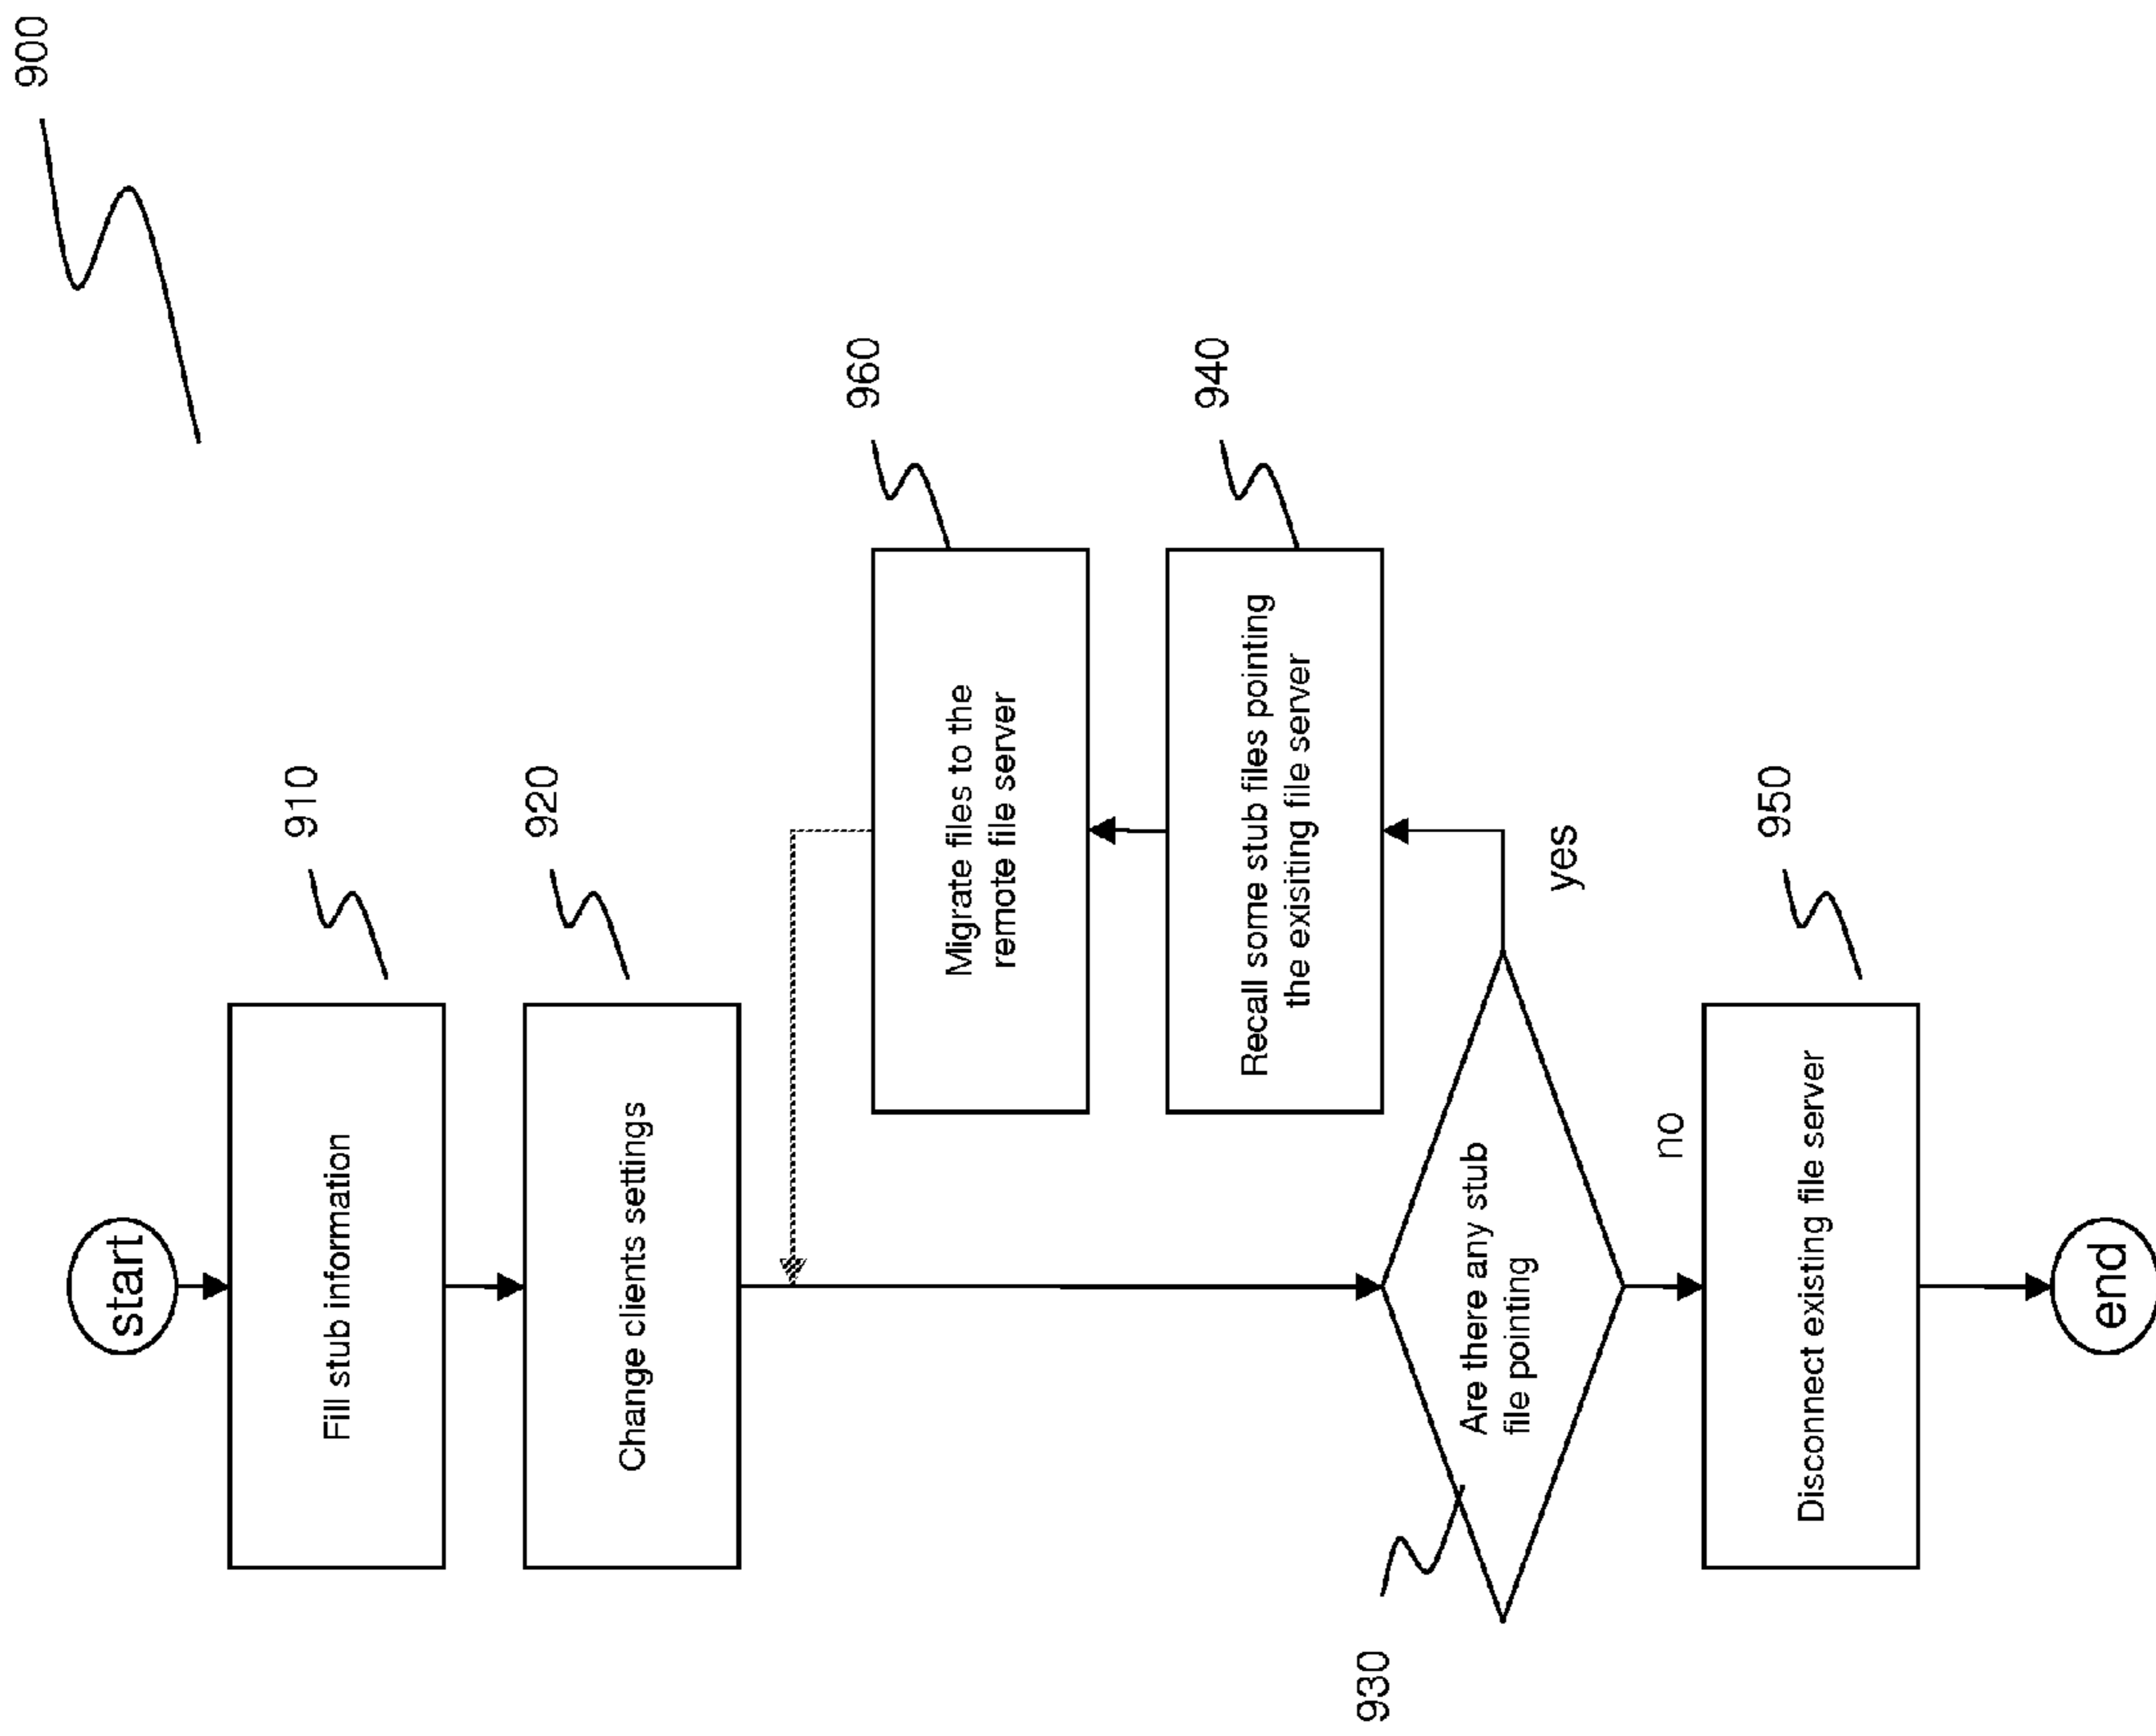 900
start
Fill stub information
910
Change clients settings
920
Migrate files to the
remote file server
960
Recall some stub files pointing
the exisiting file server
940
930
Are there any stub
file pointing
yes
no
Disconnect existing file server
950
end